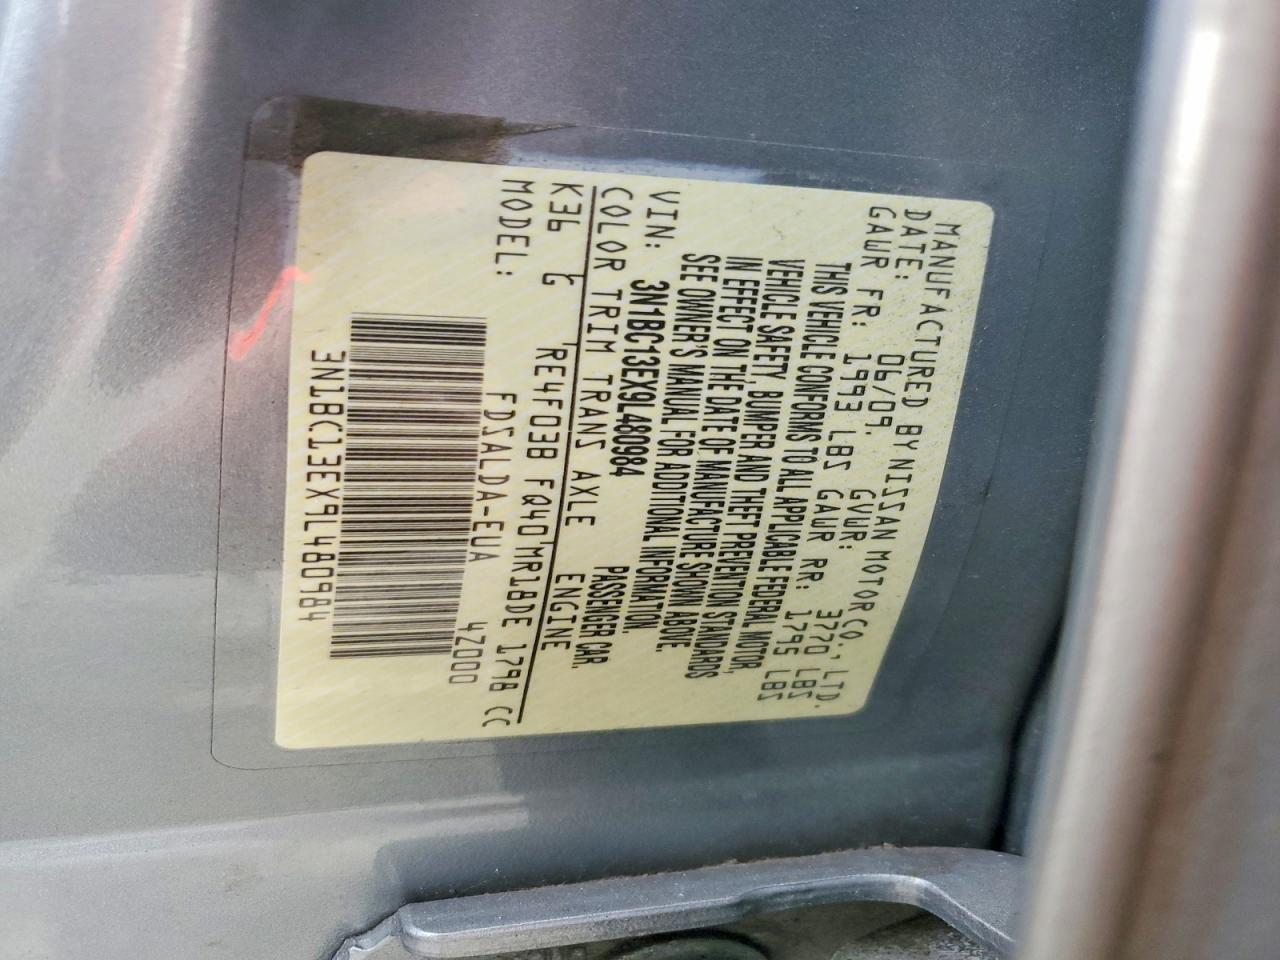 MANUFACTURED BY NISSAN MOTOR CO., LTD.
DATE: 06/09, GVWR: 3770 LBS
GAWR FR: 1993 LBS GAWR RR: 1795 LBS
THIS VEHICLE CONFORMS TO ALL APPLICABLE FEDERAL MOTOR
VEHICLE SAFETY, BUMPER AND THEFT PREVENTION STANDARDS
IN EFFECT ON THE DATE OF MANUFACTURE SHOWN ABOVE.
SEE OWNER'S MANUAL FOR ADDITIONAL INFORMATION.
VIN: 3N1BC13EX9L480984 PASSENGER CAR.
COLOR TRIM TRANS AXLE ENGINE
K36 G RE4F03B FQ40 MR18DE 1798 CC
MODEL: FDSALDA-EUA 4Z000
3N1BC13EX9L480984